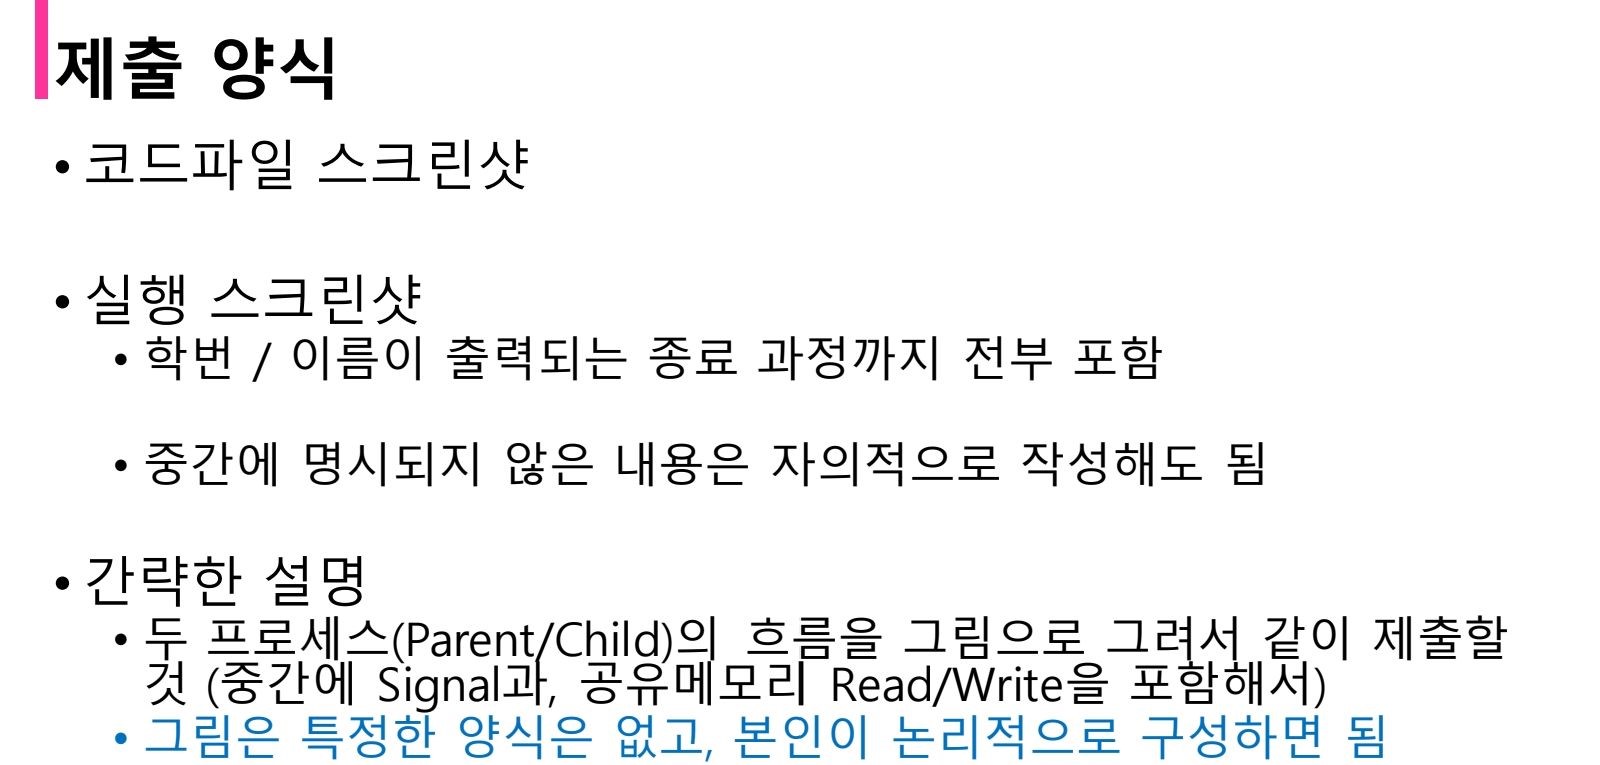 제출 양식
• 코드파일 스크린샷
• 실행 스크린샷
• 학번 / 이름이 출력되는 종료 과정까지 전부 포함
• 중간에 명시되지 않은 내용은 자의적으로 작성해도 됨
• 간략한 설명
• 두 프로세스(Parent/Child)의 흐름을 그림으로 그려서 같이 제출할
것 (중간에 Signal과, 공유메모리 Read/Write을 포함해서)
• 그림은 특정한 양식은 없고, 본인이 논리적으로 구성하면 됨